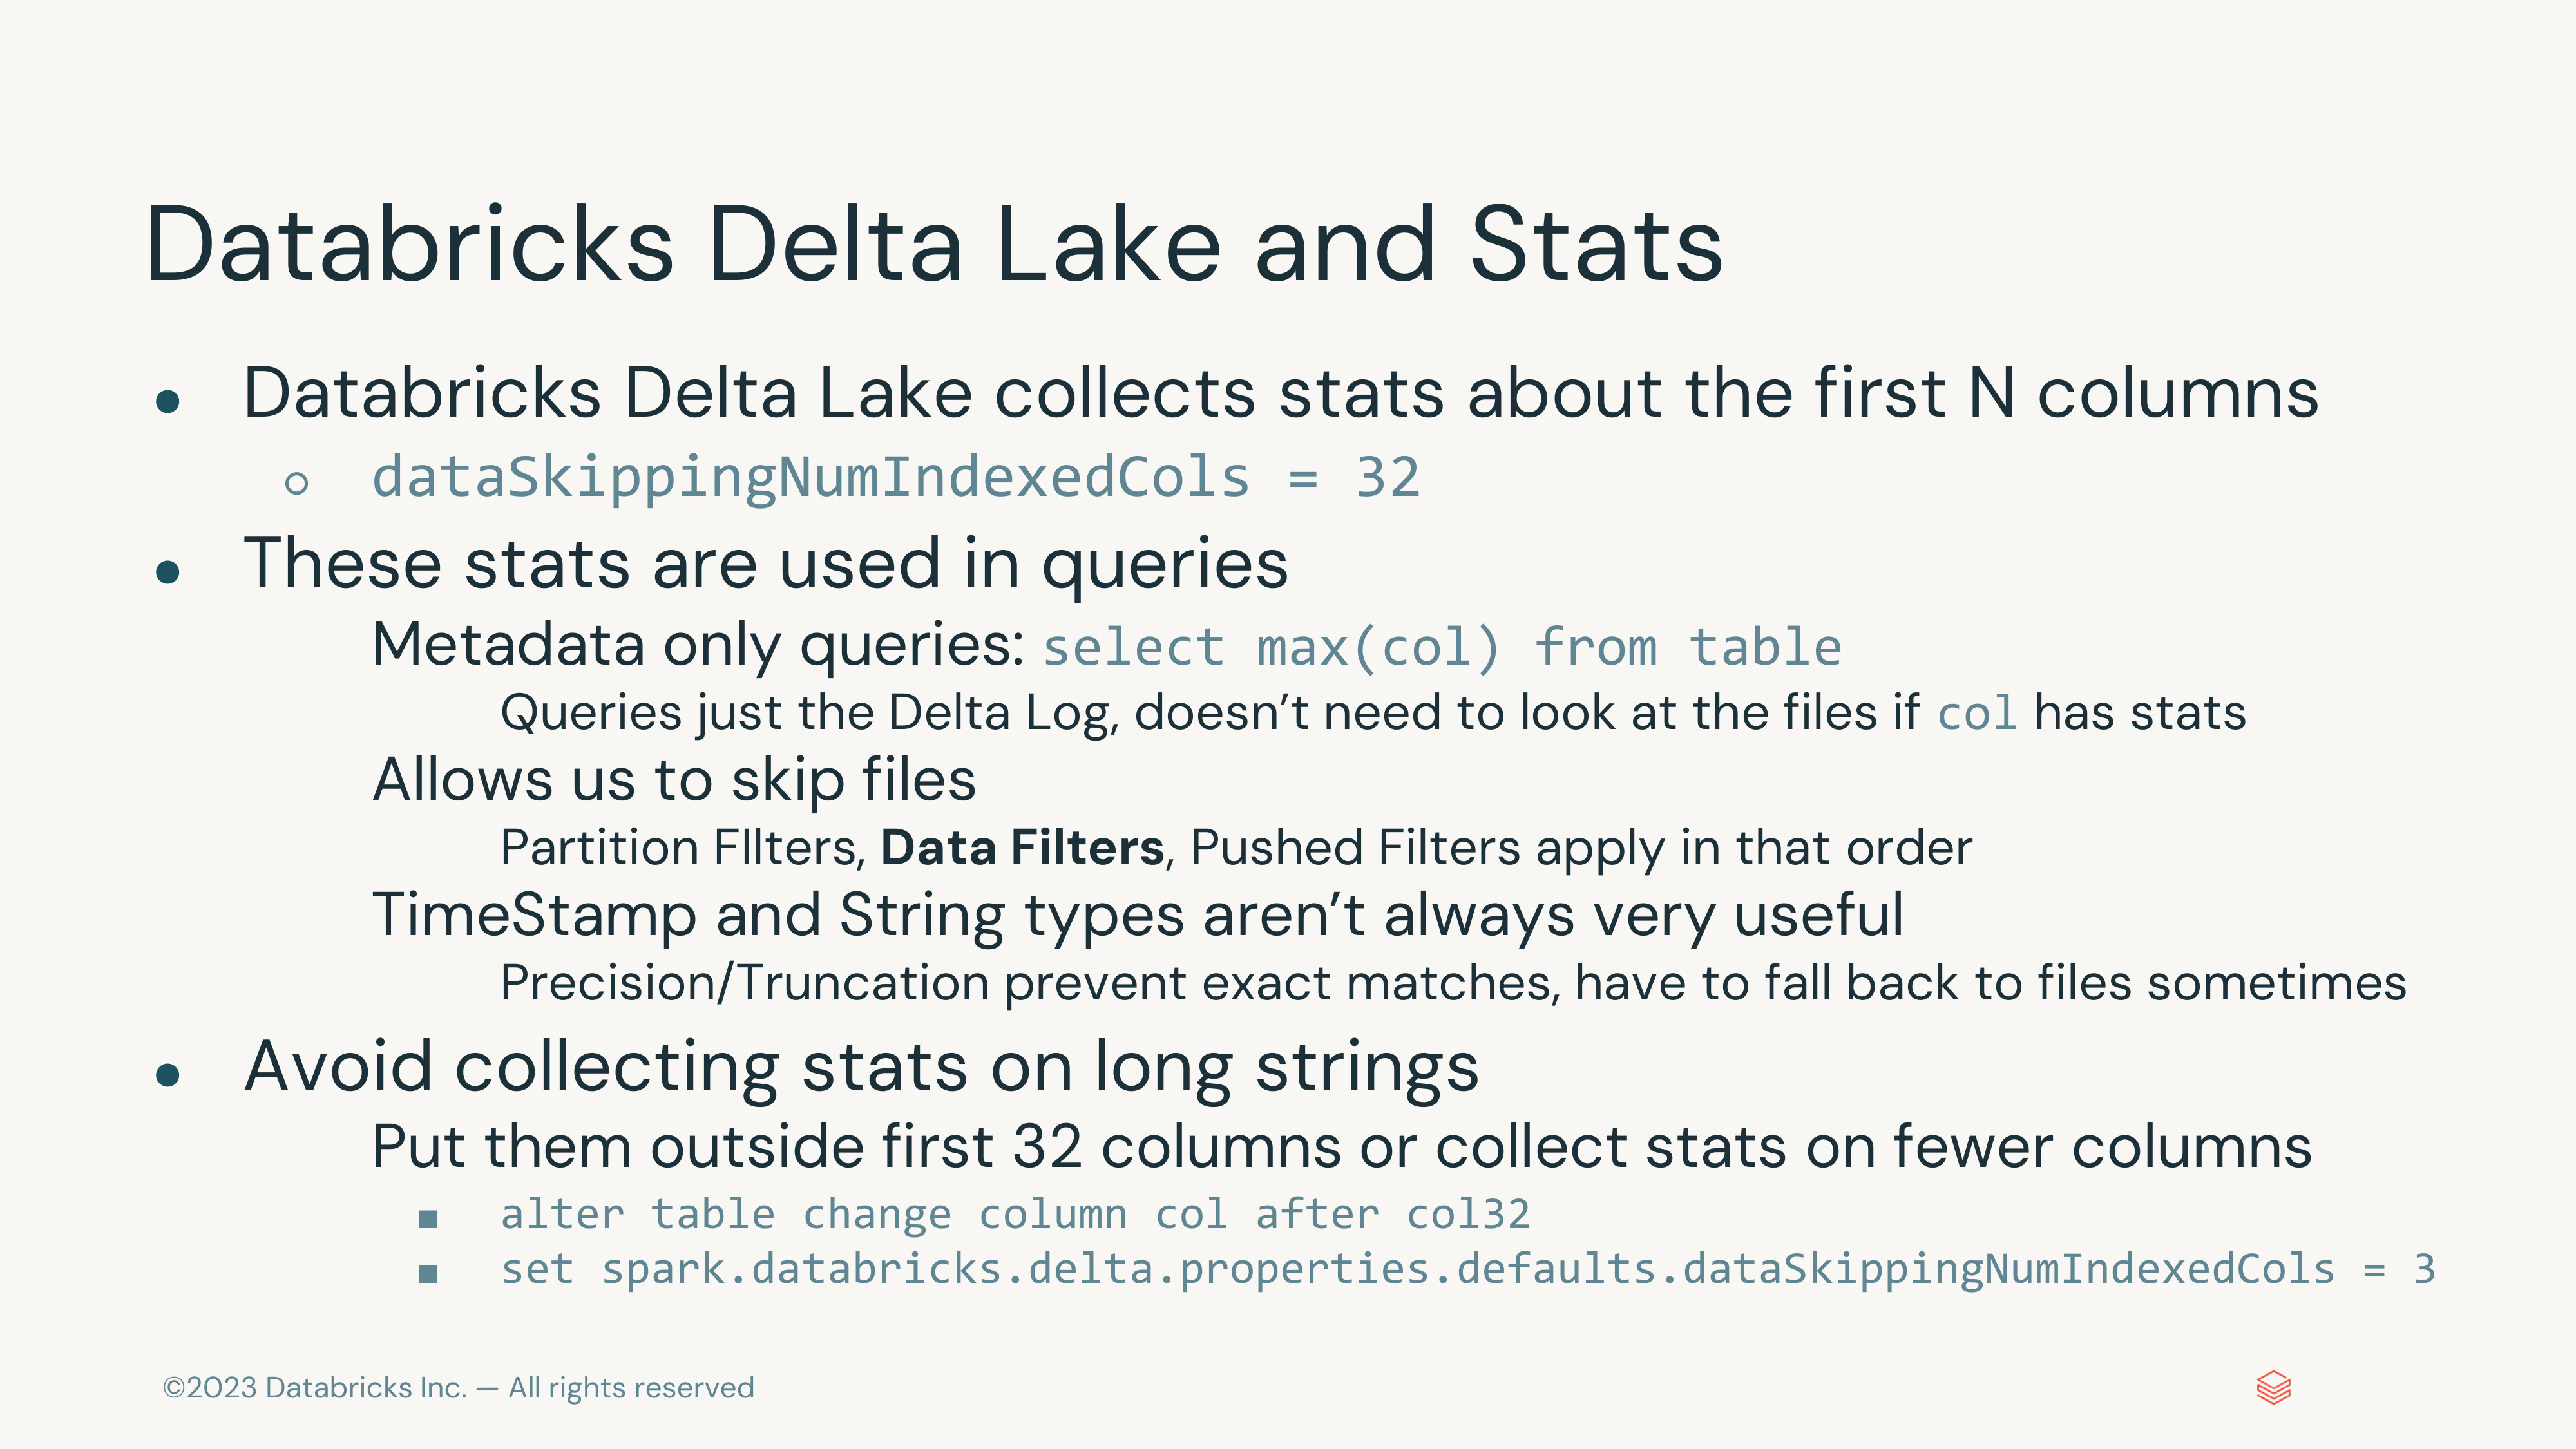 Databricks Delta Lake and Stats
● Databricks Delta Lake collects stats about the first N columns
○ dataSkippingNumIndexedCols = 32
● These stats are used in queries
Metadata only queries: select max(col) from table
Queries just the Delta Log, doesn’t need to look at the files if col has stats
Allows us to skip files
Partition FIlters, Data Filters, Pushed Filters apply in that order
TimeStamp and String types aren’t always very useful
Precision/Truncation prevent exact matches, have to fall back to files sometimes
● Avoid collecting stats on long strings
Put them outside first 32 columns or collect stats on fewer columns
■ alter table change column col after col32
■ set spark.databricks.delta.properties.defaults.dataSkippingNumIndexedCols = 3
©2023 Databricks Inc. — All rights reserved